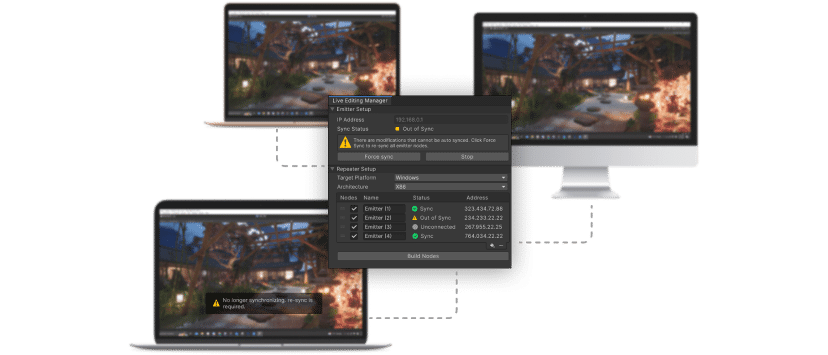 Live Editing Manager
Emitter Setup
IP Address 192.168.0.1
Sync Status Out of Sync
There are modifications that cannot be auto synced. Click Force
Sync to re-sync all emitter nodes.
Force sync Stop
Repeater Setup
Target Platform Windows
Architecture X86
Nodes Name Status Address
Emitter (1) Sync 323.434.72.88
Emitter (2) Out of Sync 234.233.22.22
Emitter (3) Unconnected 267.855.22.25
Emitter (4) Sync 764.034.22.22
Build Nodes
No longer synchronizing, re-sync is
required.